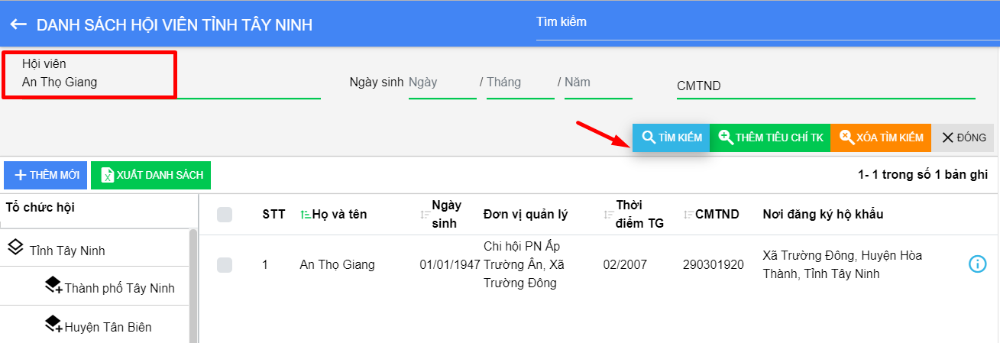 DANH SÁCH HỘI VIÊN TỈNH TÂY NINH
Tìm kiếm
Hội viên
An Thọ Giang
Ngày sinh Ngày / Tháng / Năm
CMTND
TÌM KIẾM THÊM TIÊU CHÍ TK XÓA TÌM KIẾM ĐÓNG
THÊM MỚI XUẤT DANH SÁCH
1- 1 trong số 1 bản ghi
Tổ chức hội
Tỉnh Tây Ninh
Thành phố Tây Ninh
Huyện Tân Biên
STT
Họ và tên
Ngày
sinh
Đơn vị quản lý
Thời
điểm TG
CMTND
Nơi đăng ký hộ khẩu
1
An Thọ Giang
01/01/1947
Chi hội PN Ấp
Trường Ân, Xã
Trường Đông
02/2007
290301920
Xã Trường Đông, Huyện Hòa
Thành, Tỉnh Tây Ninh